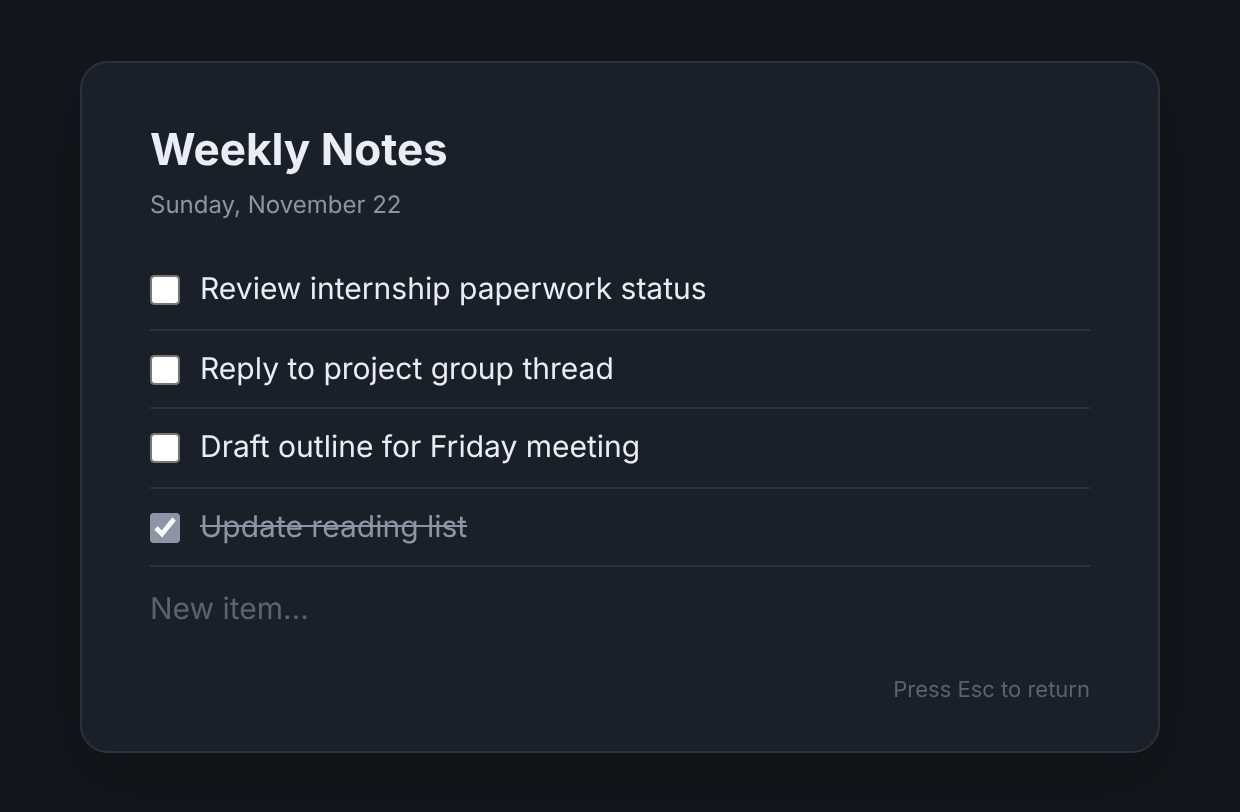 Weekly Notes
Sunday, November 22
Review internship paperwork status
Reply to project group thread
Draft outline for Friday meeting
Update reading list
New item...
Press Esc to return